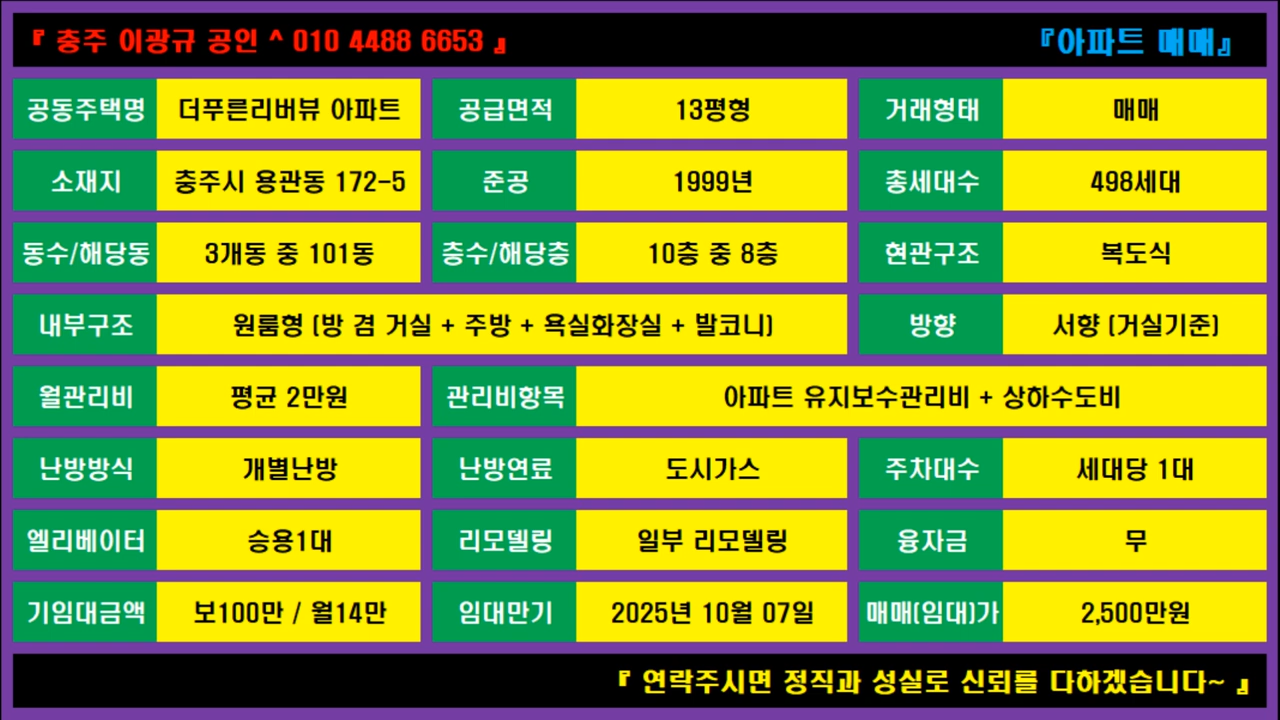 『 충주 이광규 공인 ^ 010 4488 6653 』 『아파트 매매』
공동주택명 더푸른리버뷰 아파트 공급면적 13평형 거래형태 매매
소재지 충주시 용관동 172-5 준공 1999년 총세대수 498세대
동수/해당동 3개동 중 101동 층수/해당층 10층 중 8층 현관구조 복도식
내부구조 원룸형 (방 겸 거실 + 주방 + 욕실화장실 + 발코니) 방향 서향 (거실기준)
월관리비 평균 2만원 관리비항목 아파트 유지보수관리비 + 상하수도비
난방방식 개별난방 난방연료 도시가스 주차대수 세대당 1대
엘리베이터 승용1대 리모델링 일부 리모델링 융자금 무
기임대금액 보100만 / 월14만 임대만기 2025년 10월 07일 매매(임대)가 2,500만원
『 연락주시면 정직과 성실로 신뢰를 다하겠습니다~ 』